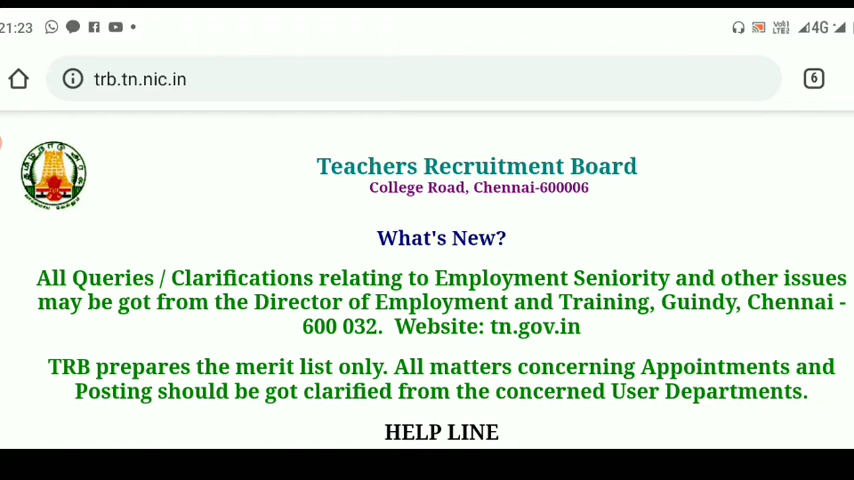 21:23
VoI) 4G
LTE2
trb.tn.nic.in
6
Teachers Recruitment Board
College Road, Chennai-600006
What's New?
All Queries / Clarifications relating to Employment Seniority and other issues
may be got from the Director of Employment and Training, Guindy, Chennai -
600 032. Website: tn.gov.in
TRB prepares the merit list only. All matters concerning Appointments and
Posting should be got clarified from the concerned User Departments.
HELP LINE